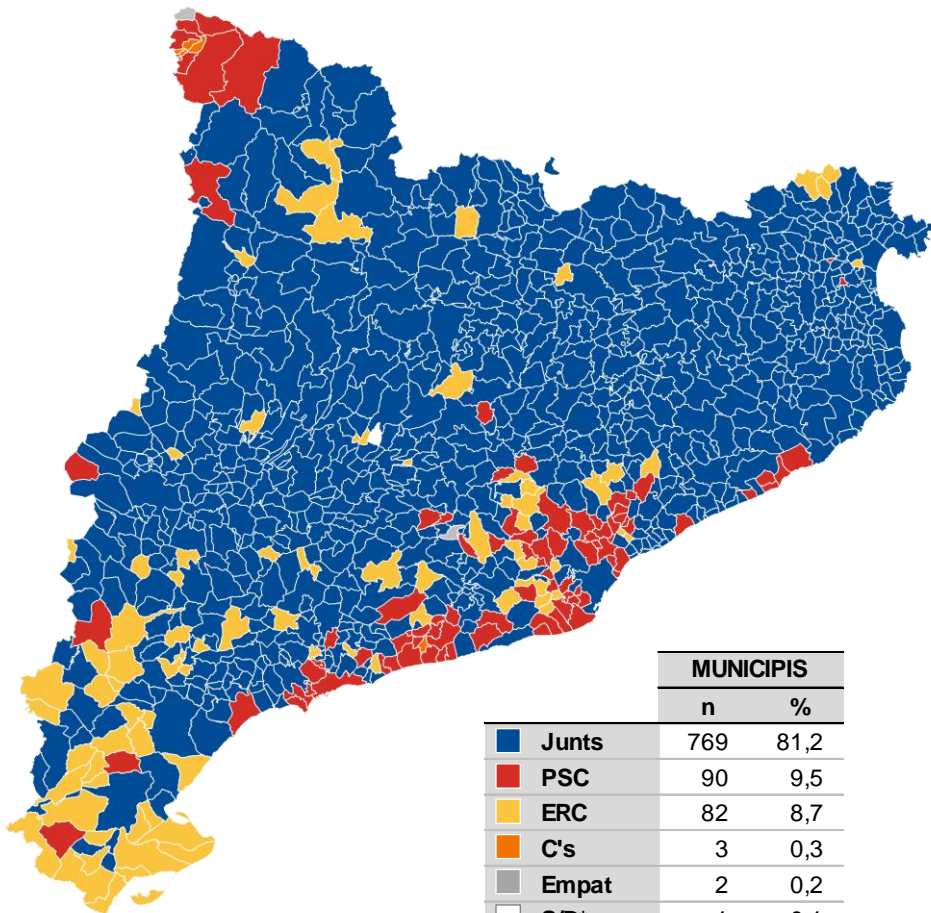 MUNICIPIS
n %
Junts 769 81,2
PSC 90 9,5
ERC 82 8,7
C's 3 0,3
Empat 2 0,2